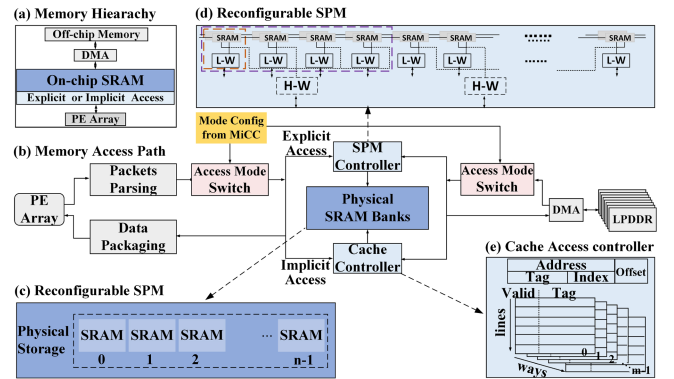 (a) Memory Hiearachy
Off-chip Memory
DMA
On-chip SRAM
Explicit or Implicit Access
PE Array
(d) Reconfigurable SPM
SRAM SRAM SRAM SRAM SRAM SRAM ...... SRAM
L-W L-W L-W L-W L-W L-W ...... L-W
H-W H-W
Mode Config
from MiCC
(b) Memory Access Path
Packets
Parsing
Access Mode
Switch
Explicit
Access
SPM
Controller
Access Mode
Switch
PE
Array
Physical
SRAM Banks
DMA
LPDDR
Data
Packaging
Implicit
Access
Cache
Controller
(c) Reconfigurable SPM
Physical
Storage
SRAM SRAM SRAM ... SRAM
0 1 2 n-1
(e) Cache Access controller
Address
Offset
Tag Index
Valid Tag
lines
0 1 2 m-1
ways